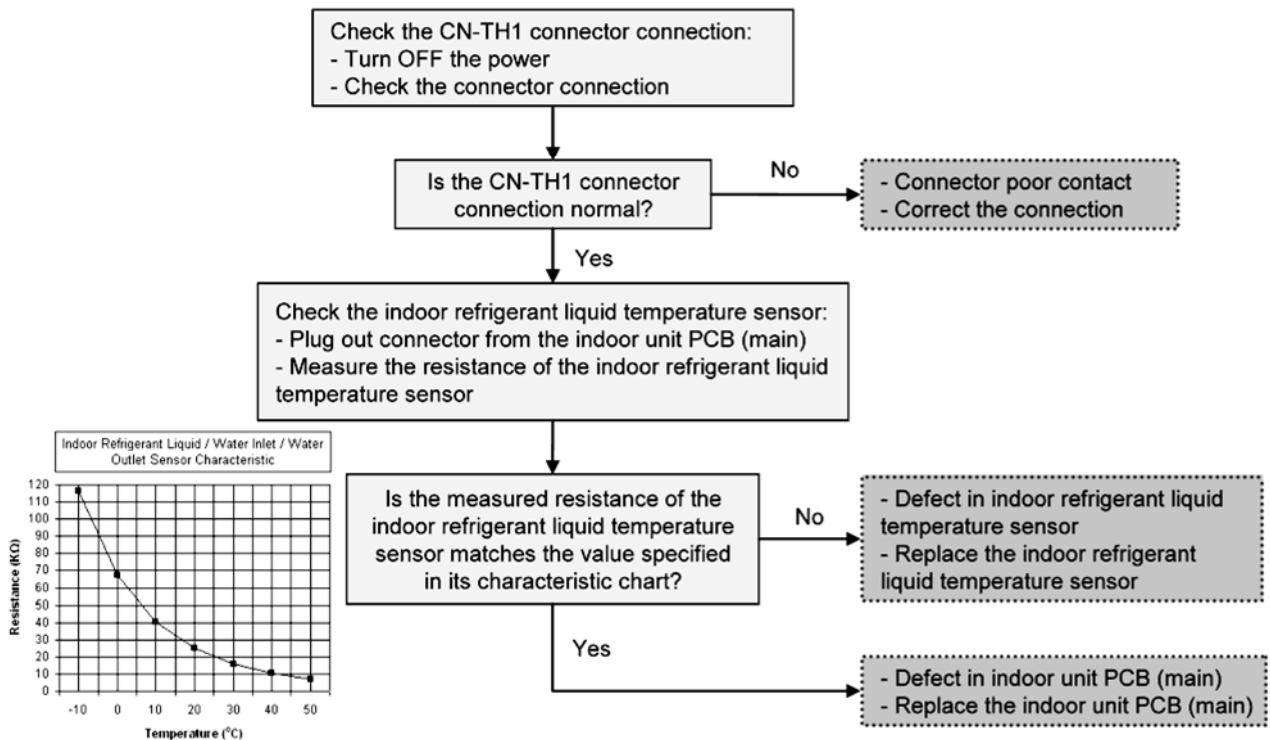 Check the CN-TH1 connector connection:
- Turn OFF the power
- Check the connector connection
Is the CN-TH1 connector
connection normal?
No
- Connector poor contact
- Correct the connection
Yes
Check the indoor refrigerant liquid temperature sensor:
- Plug out connector from the indoor unit PCB (main)
- Measure the resistance of the indoor refrigerant liquid
temperature sensor
Indoor Refrigerant Liquid / Water Inlet / Water
Outlet Sensor Characteristic
Resistance (KΩ)
120
110
100
90
80
70
60
50
40
30
20
10
0
-10 0 10 20 30 40 50
Temperature (°C)
Is the measured resistance of the
indoor refrigerant liquid temperature
sensor matches the value specified
in its characteristic chart?
No
- Defect in indoor refrigerant liquid
temperature sensor
- Replace the indoor refrigerant
liquid temperature sensor
Yes
- Defect in indoor unit PCB (main)
- Replace the indoor unit PCB (main)